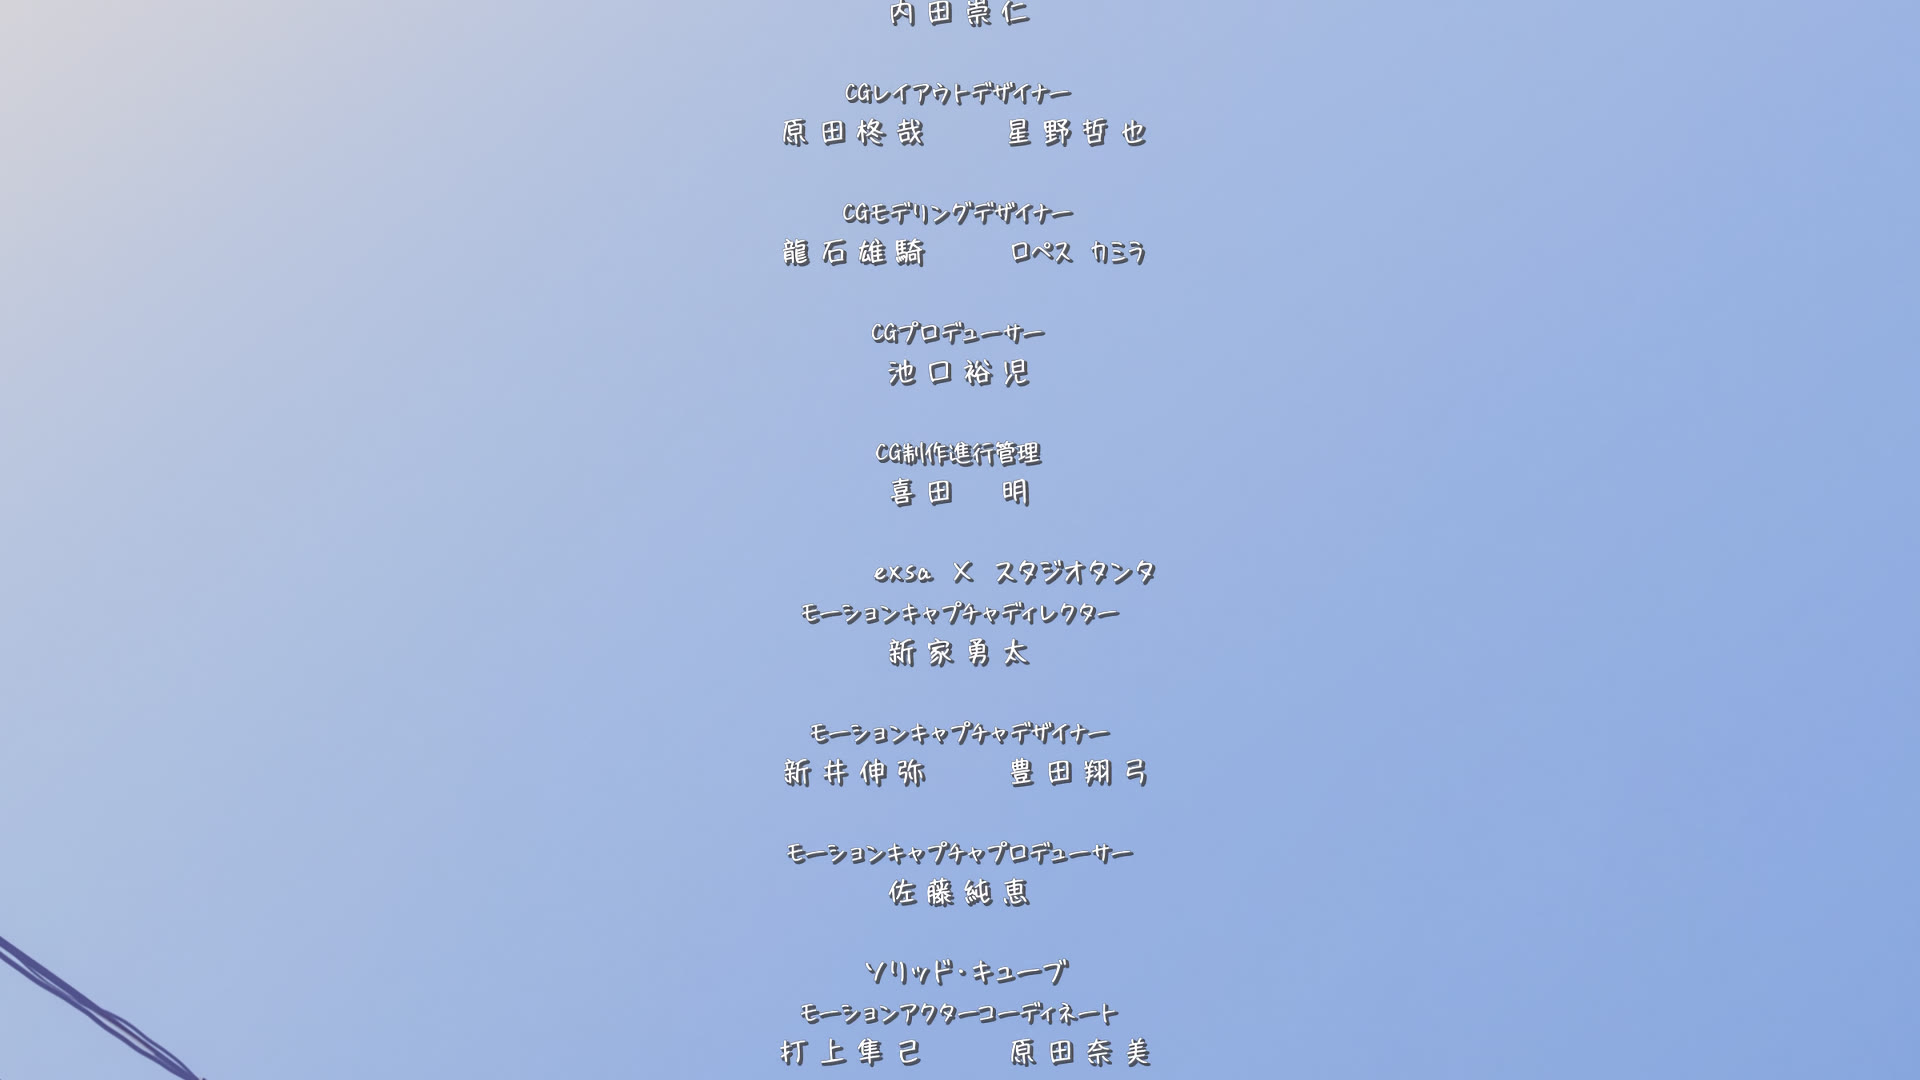 内田崇仁
CGレイアウトデザイナー
原田柊哉 星野哲也
CGモデリングデザイナー
龍石雄騎 ロペス カミラ
CGプロデューサー
池口裕児
CG制作進行管理
喜田 明
exsa X スタジオタンタ
モーションキャプチャディレクター
新家勇太
モーションキャプチャデザイナー
新井伸弥 豊田翔弓
モーションキャプチャプロデューサー
佐藤純恵
ソリッド・キューブ
モーションアクターコーディネート
打上隼己 原田奈美